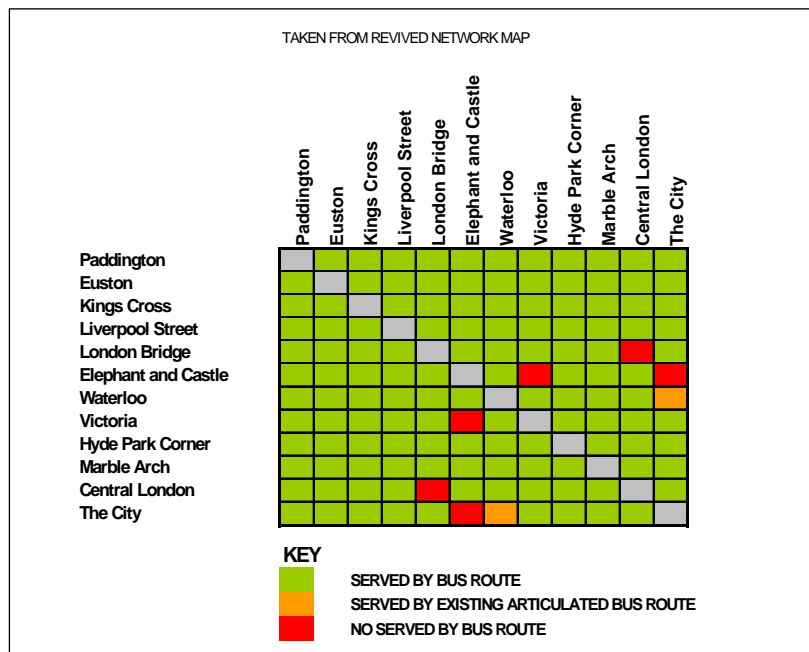 TAKEN FROM REVIVED NETWORK MAP
Paddington
Euston
Kings Cross
Liverpool Street
London Bridge
Elephant and Castle
Waterloo
Victoria
Hyde Park Corner
Marble Arch
Central London
The City
Paddington
Euston
Kings Cross
Liverpool Street
London Bridge
Elephant and Castle
Waterloo
Victoria
Hyde Park Corner
Marble Arch
Central London
The City
KEY
SERVED BY BUS ROUTE
SERVED BY EXISTING ARTICULATED BUS ROUTE
NO SERVED BY BUS ROUTE